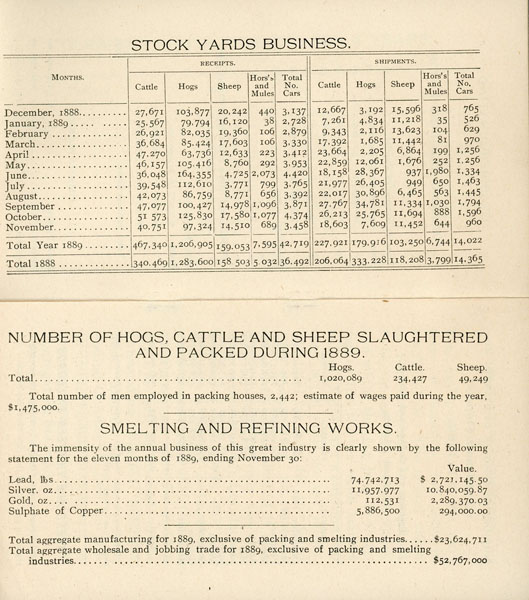 STOCK YARDS BUSINESS.
RECEIPTS. SHIPMENTS.
MONTHS. Cattle Hogs Sheep Hors's and Mules Total No. Cars Cattle Hogs Sheep Hors's and Mules Total No. Cars
December, 1888......... 27,671 103,877 20,242 440 3,137 12,667 3,192 15,596 318 765
January, 1889.......... 25.567 79.794 16,120 38 2,728 7,261 4,834 11,218 35 526
February .............. 26,921 82,035 19,360 106 2,879 9,343 2,116 13,623 104 629
March.................. 36,684 85,424 17,603 106 3,330 17,392 1,685 11,442 81 970
April.................. 47.270 63,736 12,633 223 3,412 23,664 2,205 6,864 199 1,256
May.................... 46,157 105,416 8,760 292 3.953 22,859 12,061 1,676 252 1.256
June................... 36,048 164,355 4,725 2,073 4,420 18,158 28,367 937 1,980 1,334
July .................. 39.548 112,610 3,771 799 3.765 21,977 26,405 949 650 1,463
August................. 42,073 86,759 8,771 656 3.392 22,017 30,896 6,465 563 1,445
September ............. 47,077 100,427 14,978 1,096 3,871 27,767 34,781 11,334 1,030 1,794
October................ 51 573 125,830 17,580 1,077 4,374 26,213 25,765 11,694 888 1,596
November............... 40,751 97,324 14,510 689 3.458 18,603 7,609 11,452 644 960
Total Year 1889 ........ 467,340 1,206,905 159,053 7,595 42,719 227,921 179,916 103,250 6,744 14,022
Total 1888 ............. 340,469 1,283,600 158 503 5 032 36,492 206,064 333,228 118,208 3,799 14,365
NUMBER OF HOGS, CATTLE AND SHEEP SLAUGHTERED
AND PACKED DURING 1889.
Hogs. Cattle. Sheep.
Total........................................ 1,020,089 234,427 49,249
Total number of men employed in packing houses, 2,442; estimate of wages paid during the year,
$1,475,000.
SMELTING AND REFINING WORKS.
The immensity of the annual business of this great industry is clearly shown by the following
statement for the eleven months of 1889, ending November 30:
Value.
Lead, lbs................................... 74,742,713 $ 2,721,145.50
Silver. oz.................................. 11,957,977 10,840,059.87
Gold, oz.................................... 112,531 2,289,370.03
Sulphate of Copper.......................... 5,886,500 294,000.00
Total aggregate manufacturing for 1889, exclusive of packing and smelting industries......$23,624,711
Total aggregate wholesale and jobbing trade for 1889, exclusive of packing and smelting
industries................................ $52,767,000